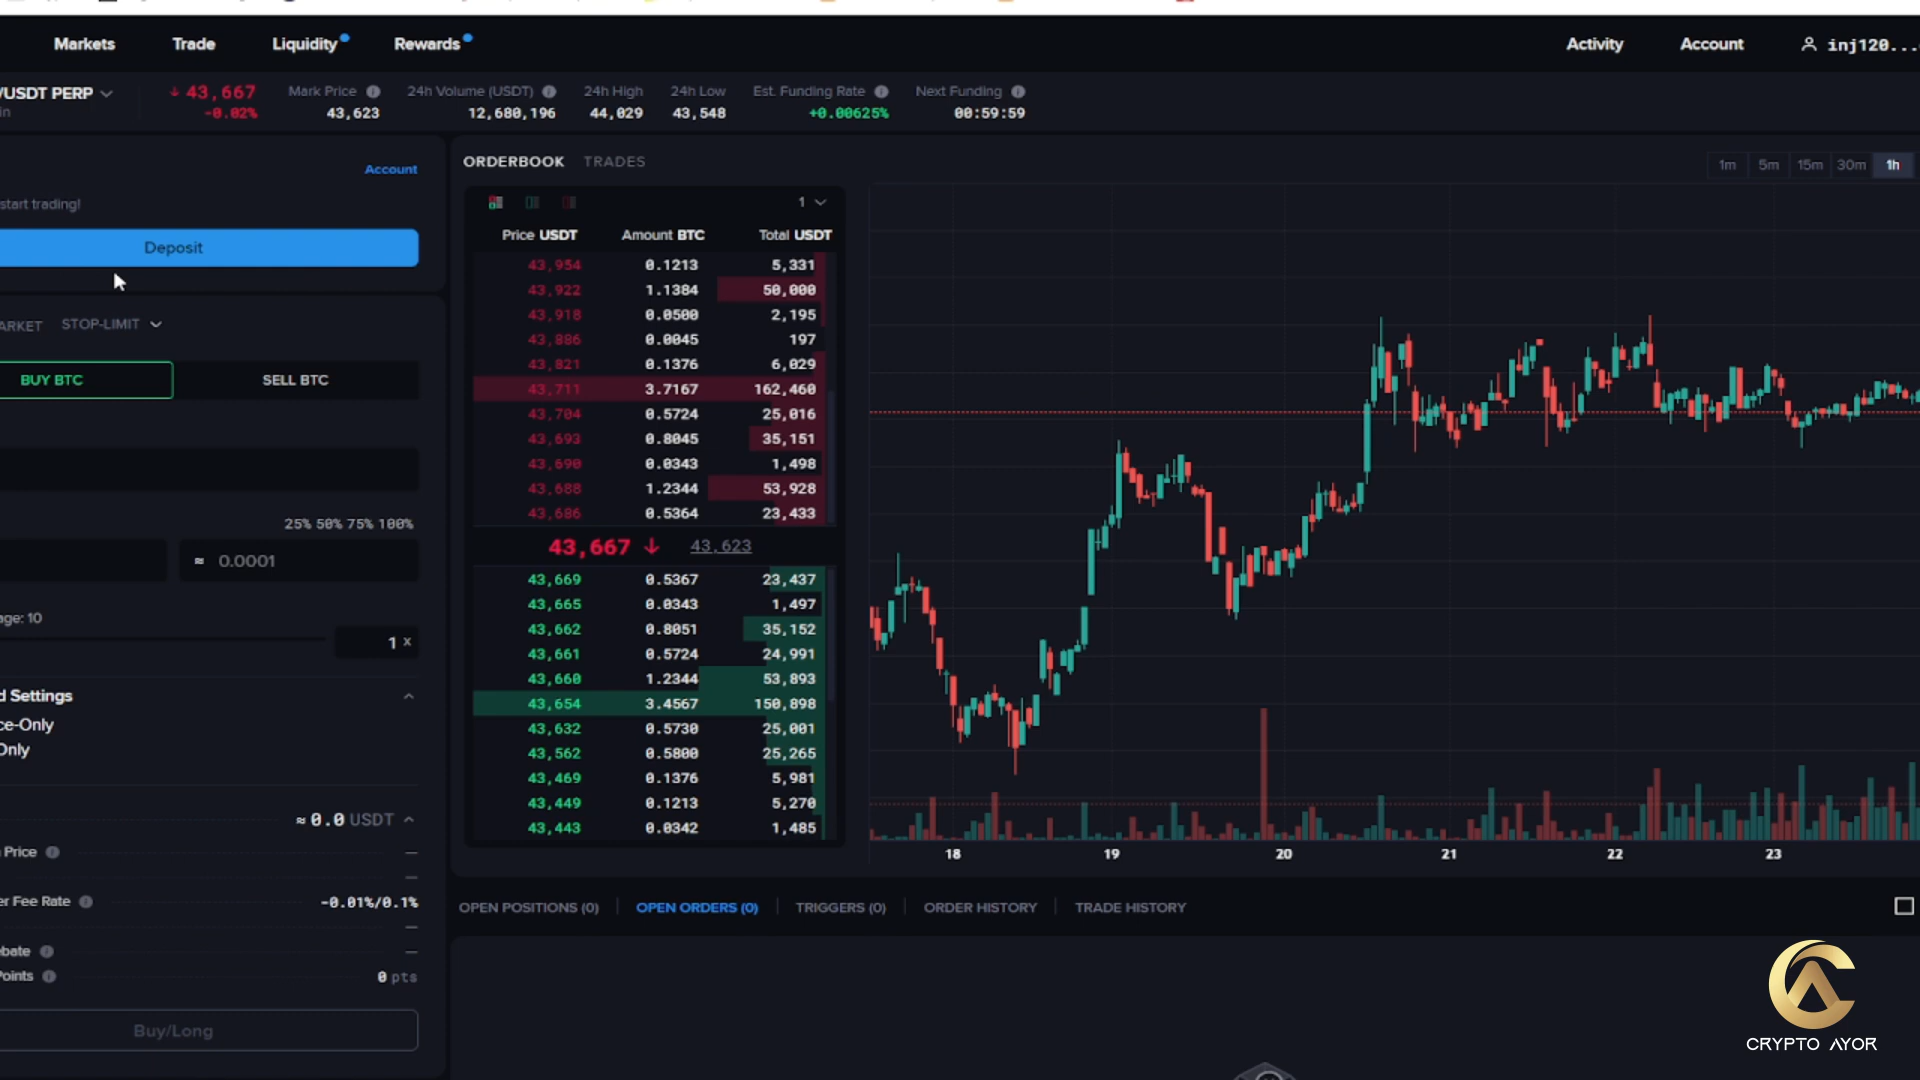 Markets Trade Liquidity Rewards Activity Account inj120...
/USDT PERP 43,667 Mark Price 24h Volume (USDT) 24h High 24h Low Est. Funding Rate Next Funding
in -0.02% 43,623 12,680,196 44,029 43,548 +0.00625% 00:59:59
Account
start trading!
Deposit
ARKET STOP-LIMIT
BUY BTC SELL BTC
25% 50% 75% 100%
≈ 0.0001
age: 10
1 x
d Settings
ce-Only
Only
≈ 0.0 USDT
Price —
—
er Fee Rate -0.01%/0.1%
—
bate —
Points 0 pts
Buy/Long
ORDERBOOK TRADES
1
Price USDT Amount BTC Total USDT
43,954 0.1213 5,331
43,922 1.1384 50,000
43,918 0.0500 2,195
43,886 0.0045 197
43,821 0.1376 6,029
43,711 3.7167 162,460
43,704 0.5724 25,016
43,693 0.8045 35,151
43,690 0.0343 1,498
43,688 1.2344 53,928
43,686 0.5364 23,433
43,667 ↓ 43,623
43,669 0.5367 23,437
43,665 0.0343 1,497
43,662 0.8051 35,152
43,661 0.5724 24,991
43,660 1.2344 53,893
43,654 3.4567 150,898
43,632 0.5730 25,001
43,562 0.5800 25,265
43,469 0.1376 5,981
43,449 0.1213 5,270
43,443 0.0342 1,485
1m 5m 15m 30m 1h
18 19 20 21 22 23
OPEN POSITIONS (0) OPEN ORDERS (0) TRIGGERS (0) ORDER HISTORY TRADE HISTORY
CRYPTO AYOR